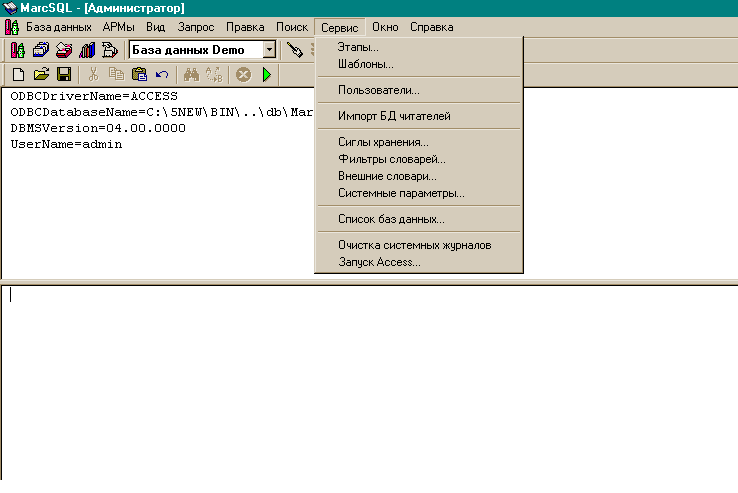 MarcSQL - [Администратор]
База данных АРМы Вид Запрос Правка Поиск Сервис Окно Справка
База данных Demo
ODBCDriverName=ACCESS
ODBCDatabaseName=C:\5NEW\BIN\..\db\Mar
DBMSVersion=04.00.0000
UserName=admin
Этапы...
Шаблоны...
Пользователи...
Импорт БД читателей
Сиглы хранения...
Фильтры словарей...
Внешние словари...
Системные параметры...
Список баз данных...
Очистка системных журналов
Запуск Access...